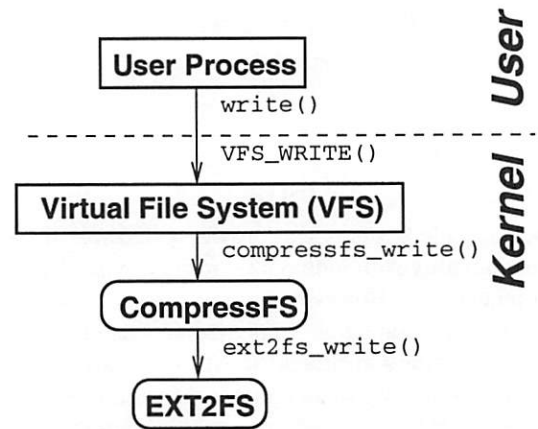 User Process
write()
User
VFS_WRITE()
Kernel
Virtual File System (VFS)
compressfs_write()
CompressFS
ext2fs_write()
EXT2FS